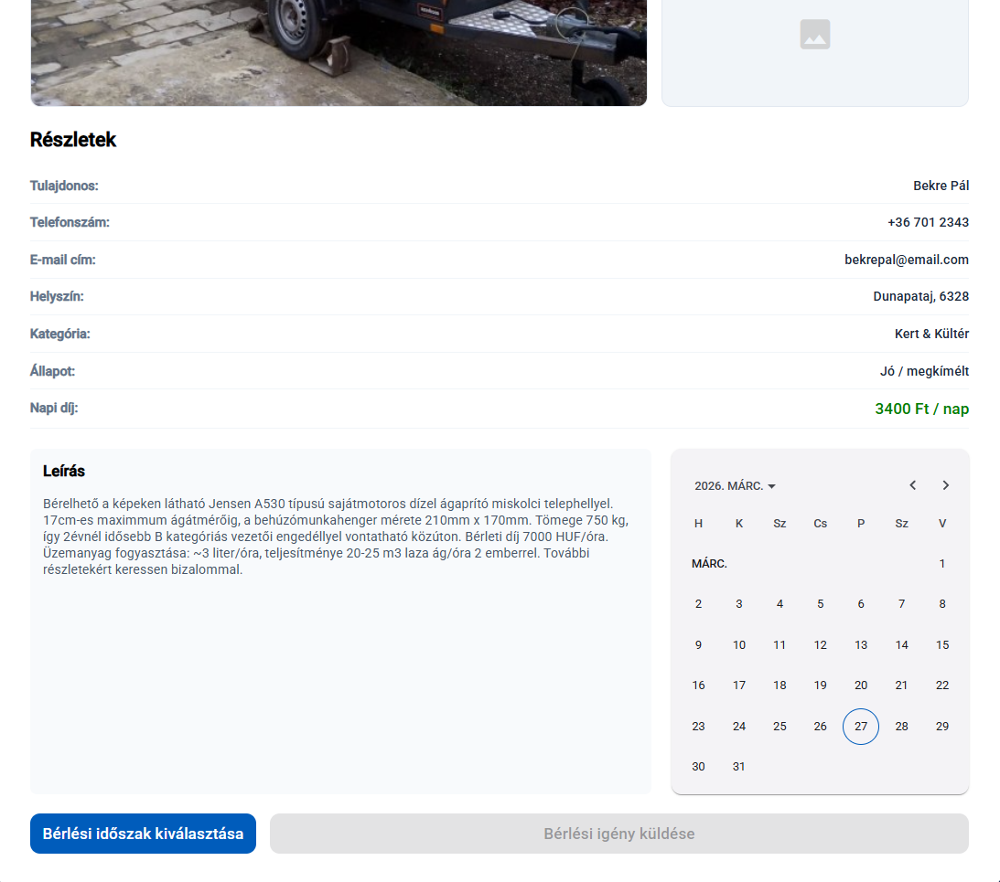 Részletek
Tulajdonos: Bekre Pál
Telefonszám: +36 701 2343
E-mail cím: bekrepal@email.com
Helyszín: Dunapataj, 6328
Kategória: Kert & Kültér
Állapot: Jó / megkímélt
Napi díj: 3400 Ft / nap
Leírás
Bérelhető a képeken látható Jensen A530 típusú sajátmotoros dízel ágaprító miskolci telephellyel.
17cm-es maximmum ágátmérőig, a behúzómunkahenger mérete 210mm x 170mm. Tömege 750 kg,
így 2évnél idősebb B kategóriás vezetői engedéllyel vontatható közúton. Bérleti díj 7000 HUF/óra.
Üzemanyag fogyasztása: ~3 liter/óra, teljesítménye 20-25 m3 laza ág/óra 2 emberrel. További
részletekért keressen bizalommal.
2026. MÁRC.
H K Sz Cs P Sz V
MÁRC. 1
2 3 4 5 6 7 8
9 10 11 12 13 14 15
16 17 18 19 20 21 22
23 24 25 26 27 28 29
30 31
Bérlési időszak kiválasztása
Bérlési igény küldése